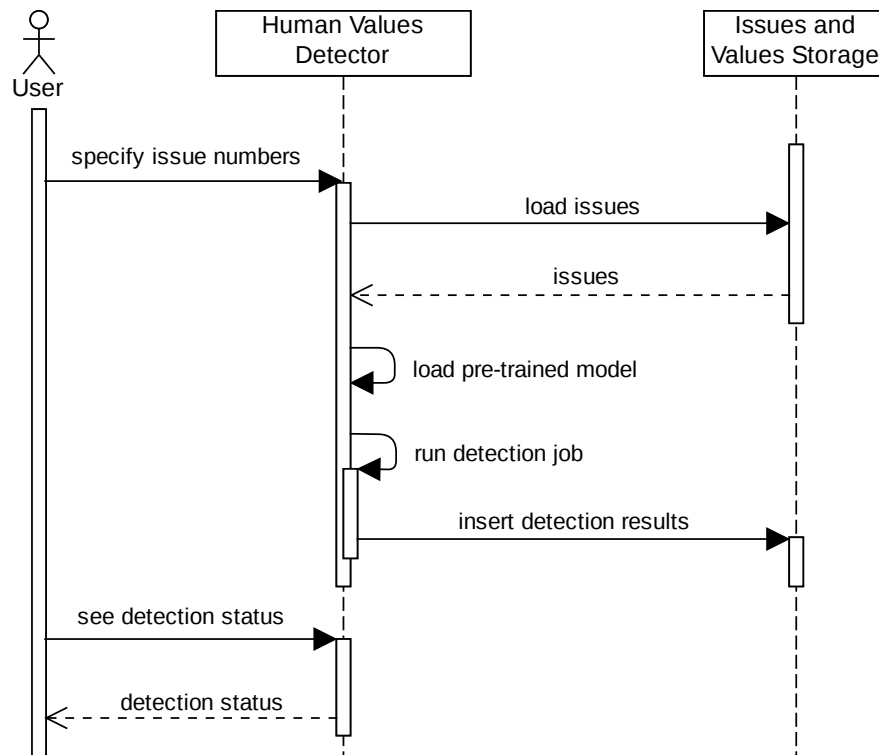 Human Values
Detector
Issues and
Values Storage
User
specify issue numbers
load issues
issues
load pre-trained model
run detection job
insert detection results
see detection status
detection status